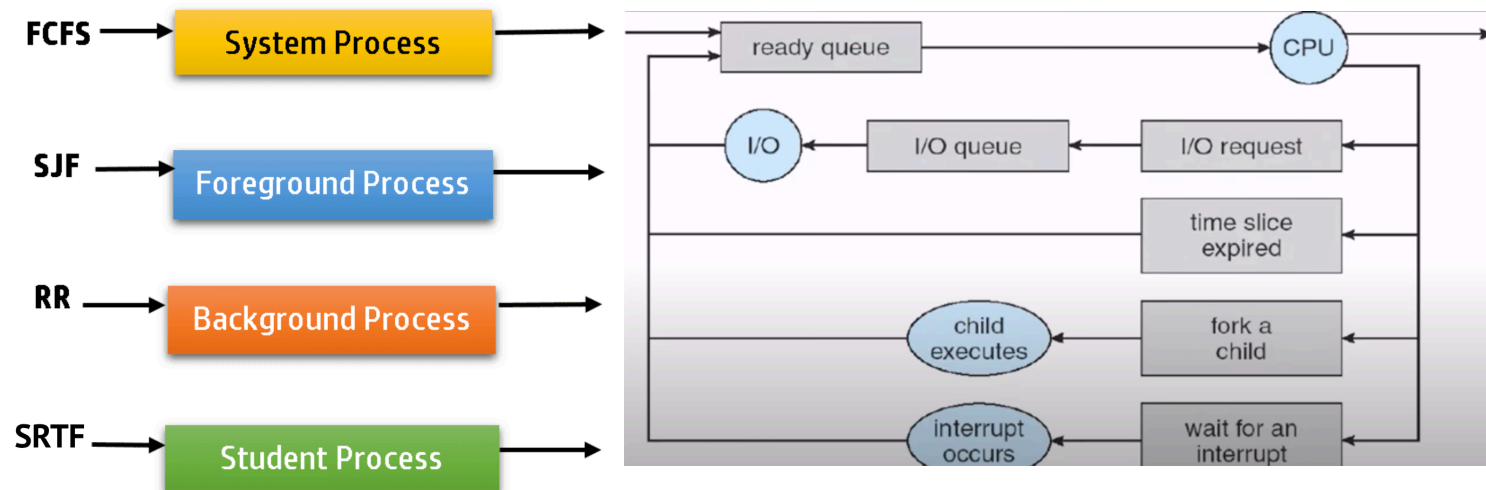 FCFS
System Process
SJF
Foreground Process
RR
Background Process
SRTF
Student Process
ready queue
CPU
I/O
I/O queue
I/O request
time slice
expired
child
executes
fork a
child
interrupt
occurs
wait for an
interrupt